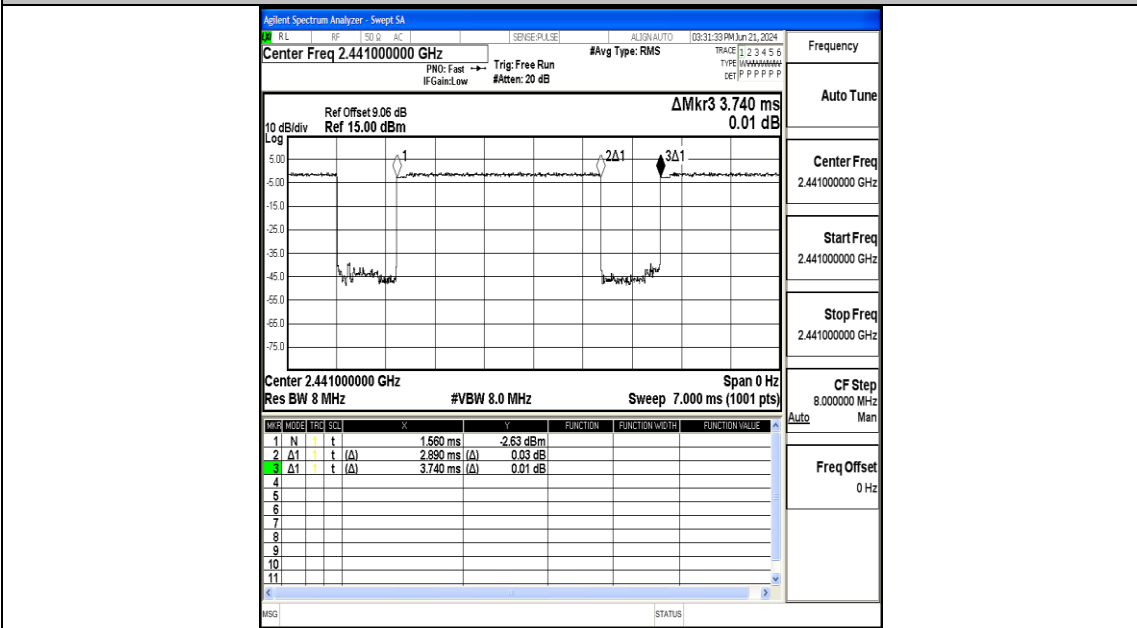 Agilent Spectrum Analyzer - Swept SA
RL RF 50 Ω AC SENSE:PULSE ALIGN AUTO 03:31:33 PM Jun 21, 2024
Center Freq 2.441000000 GHz
PNO: Fast
IFGain:Low
Trig: Free Run
#Atten: 20 dB
#Avg Type: RMS
TRACE 1 2 3 4 5 6
TYPE
DET P P P P P P
Frequency
Auto Tune
Center Freq
2.441000000 GHz
Start Freq
2.441000000 GHz
Stop Freq
2.441000000 GHz
CF Step
8.000000 MHz
Auto Man
Freq Offset
0 Hz
ΔMkr3 3.740 ms
0.01 dB
Ref Offset 9.06 dB
10 dB/div Ref 15.00 dBm
Log
5.00
-5.00
-15.0
-25.0
-35.0
-45.0
-55.0
-65.0
-75.0
1
2Δ1
3Δ1
Center 2.441000000 GHz Span 0 Hz
Res BW 8 MHz #VBW 8.0 MHz Sweep 7.000 ms (1001 pts)
MKR MODE TRC SCL X Y FUNCTION FUNCTION WIDTH FUNCTION VALUE
1 N 1 t 1.560 ms -2.63 dBm
2 Δ1 1 t (Δ) 2.890 ms (Δ) 0.03 dB
3 Δ1 1 t (Δ) 3.740 ms (Δ) 0.01 dB
4
5
6
7
8
9
10
11
MSG STATUS